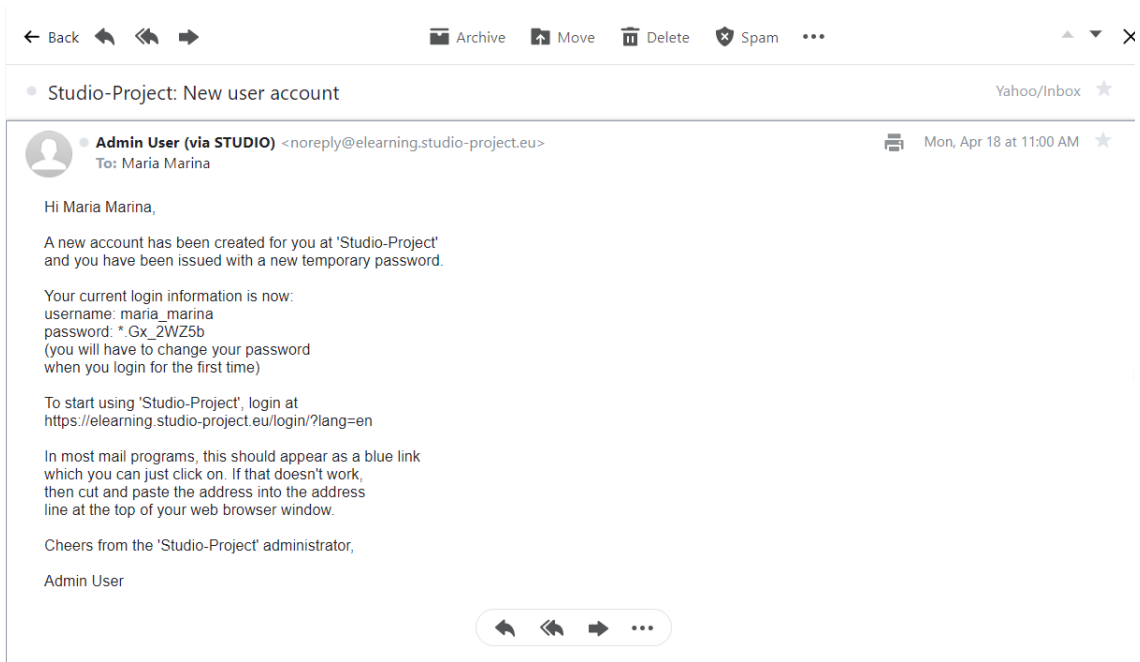 Back
Archive Move Delete Spam
Studio-Project: New user account Yahoo/Inbox
Admin User (via STUDIO) <noreply@elearning.studio-project.eu> Mon, Apr 18 at 11:00 AM
To: Maria Marina
Hi Maria Marina,
A new account has been created for you at 'Studio-Project'
and you have been issued with a new temporary password.
Your current login information is now:
username: maria_marina
password: *.Gx_2WZ5b
(you will have to change your password
when you login for the first time)
To start using 'Studio-Project', login at
https://elearning.studio-project.eu/login/?lang=en
In most mail programs, this should appear as a blue link
which you can just click on. If that doesn't work,
then cut and paste the address into the address
line at the top of your web browser window.
Cheers from the 'Studio-Project' administrator,
Admin User